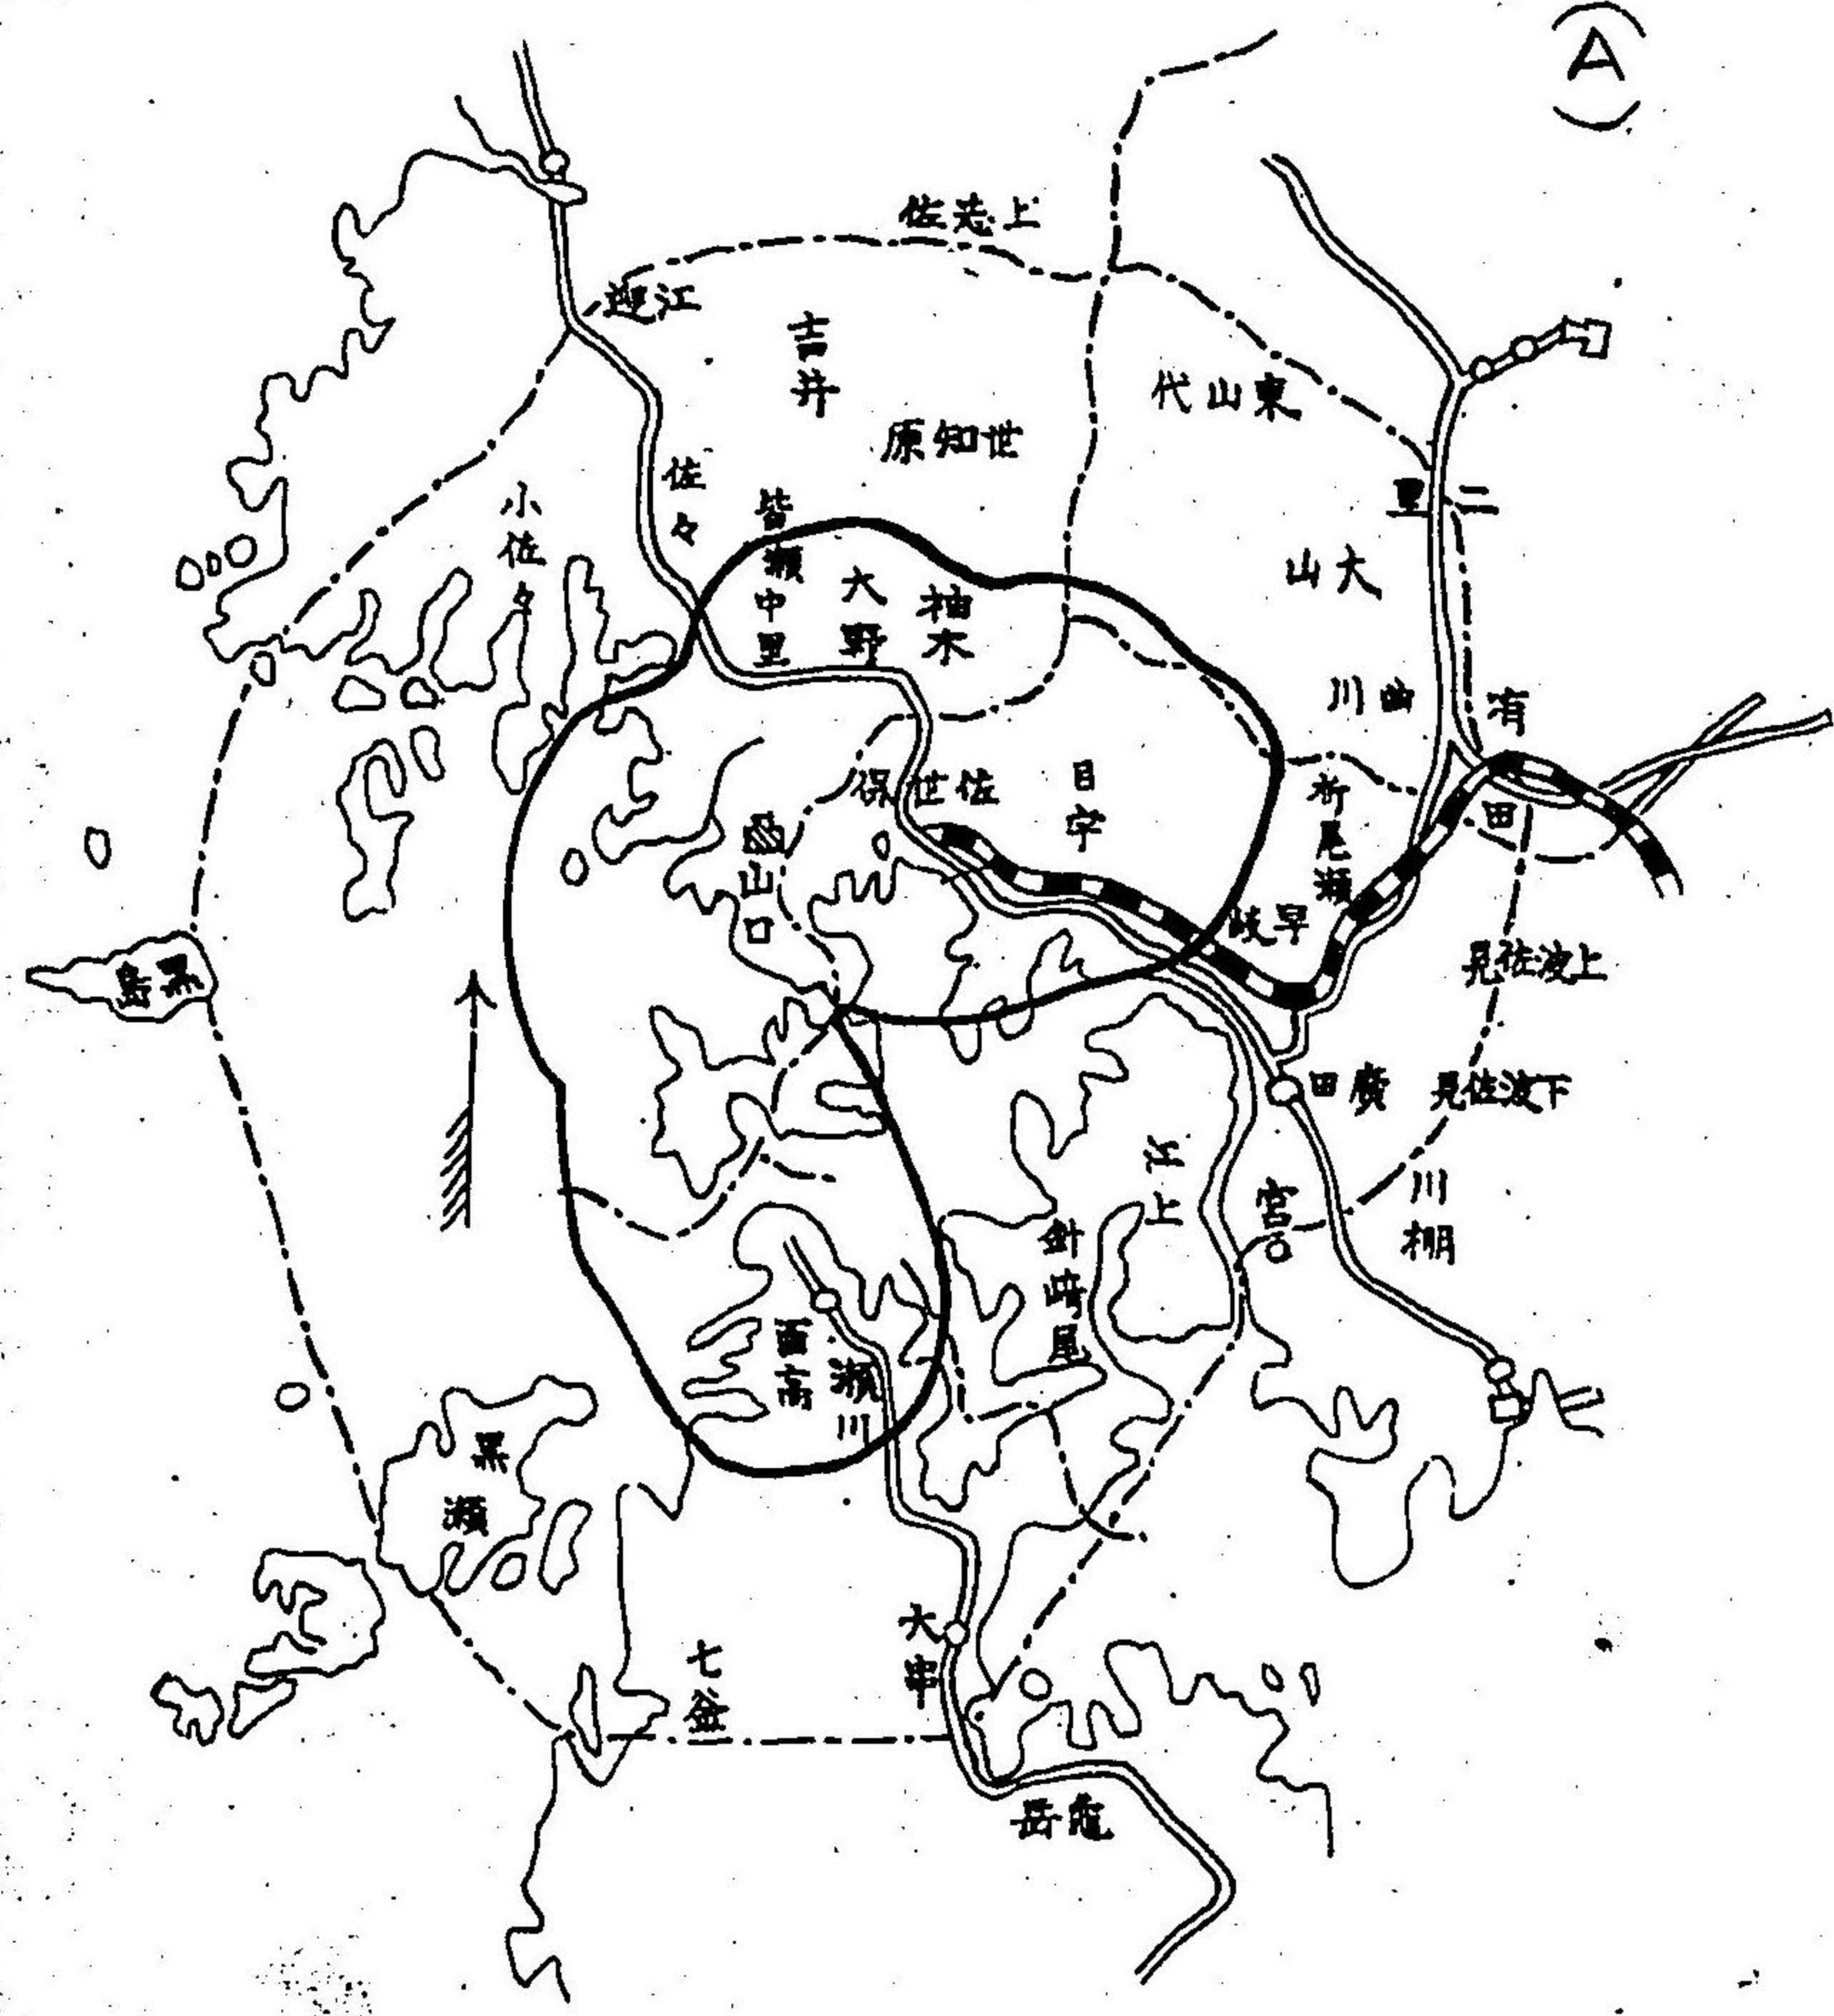 A
上志佐
江迎
吉井
世知原
東山代
佐々
小佐々
皆瀬中里
大野
柚木
二里
大山
曲川
有田
佐世保
日宇
折尾瀬
早岐
山口
黒島
上波佐見
下波佐見
廣田
江上
宮
川棚
針尾崎
面高
瀬川
黒瀬
七釜
大串
亀岳